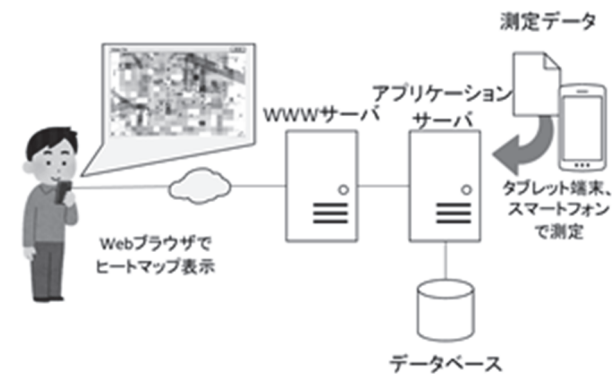 測定データ
WWWサーバ
アプリケーション
サーバ
タブレット端末、
スマートフォン
で測定
Webブラウザで
ヒートマップ表示
データベース